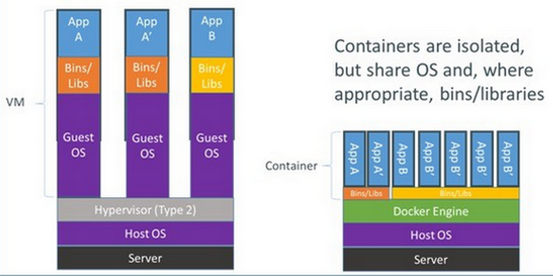 App
A
App
A'
App
B
Bins/
Libs
Bins/
Libs
Bins/
Libs
VM
Guest
OS
Guest
OS
Guest
OS
Hypervisor (Type 2)
Host OS
Server
Containers are isolated,
but share OS and, where
appropriate, bins/libraries
Container
App A
App A'
App B
App B'
App B'
App B'
App B'
Bins/Libs
Bins/Libs
Docker Engine
Host OS
Server